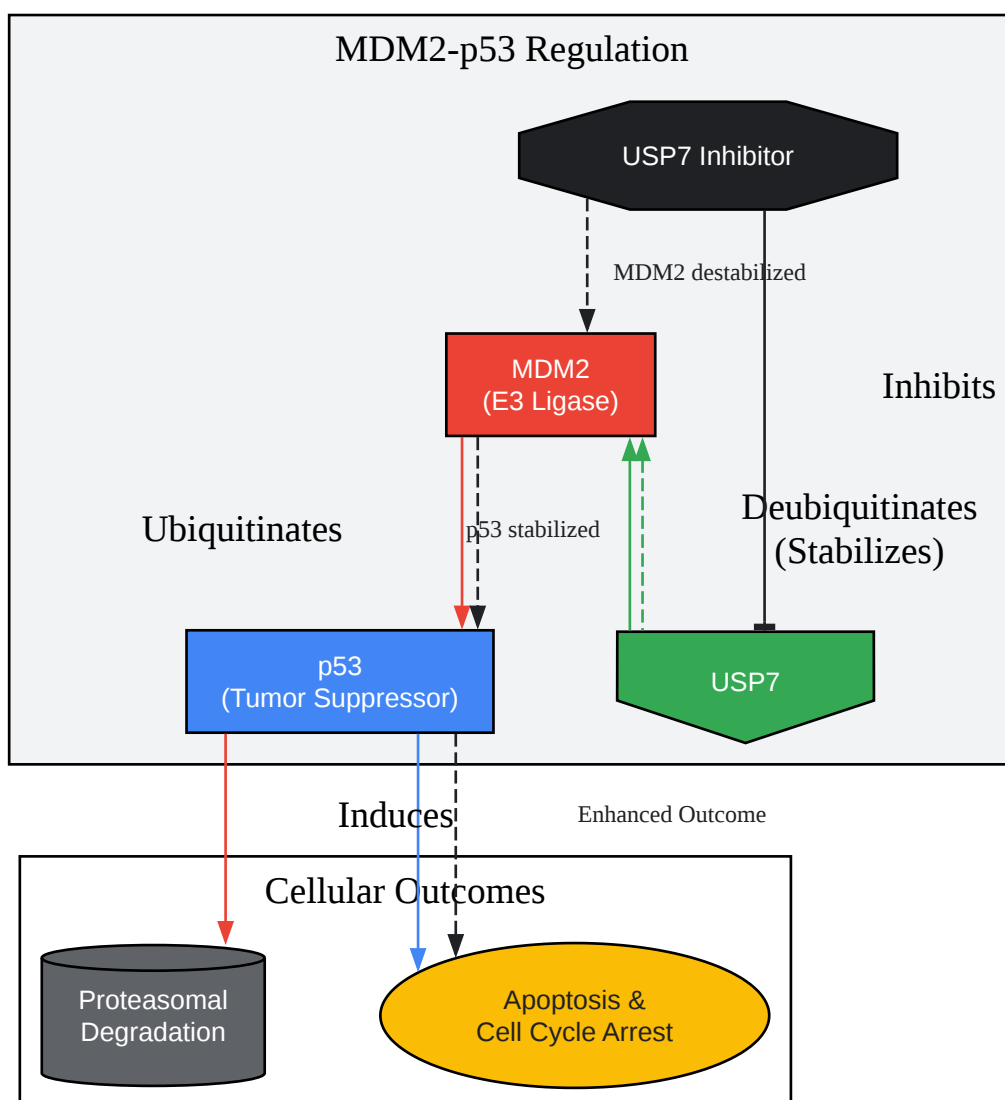 MDM2-p53 Regulation
USP7 Inhibitor
MDM2 destabilized
MDM2
(E3 Ligase)
Inhibits
Ubiquitinates
p53 stabilized
Deubiquitinates
(Stabilizes)
p53
(Tumor Suppressor)
USP7
Induces
Enhanced Outcome
Cellular Outcomes
Proteasomal
Degradation
Apoptosis &
Cell Cycle Arrest